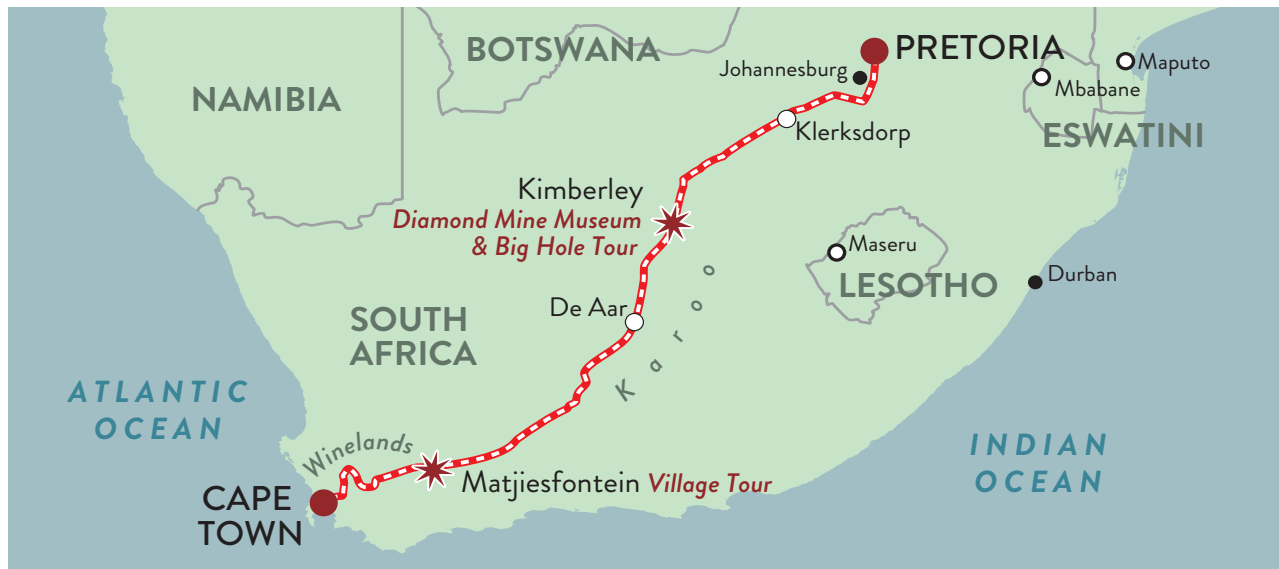 BOTSWANA
PRETORIA
Johannesburg
Maputo
Mbabane
NAMIBIA
Klerksdorp
ESWATINI
Kimberley
Diamond Mine Museum
& Big Hole Tour
Maseru
LESOTHO
Durban
De Aar
Karoo
SOUTH
AFRICA
ATLANTIC
OCEAN
Winelands
INDIAN
OCEAN
Matjiesfontein Village Tour
CAPE
TOWN